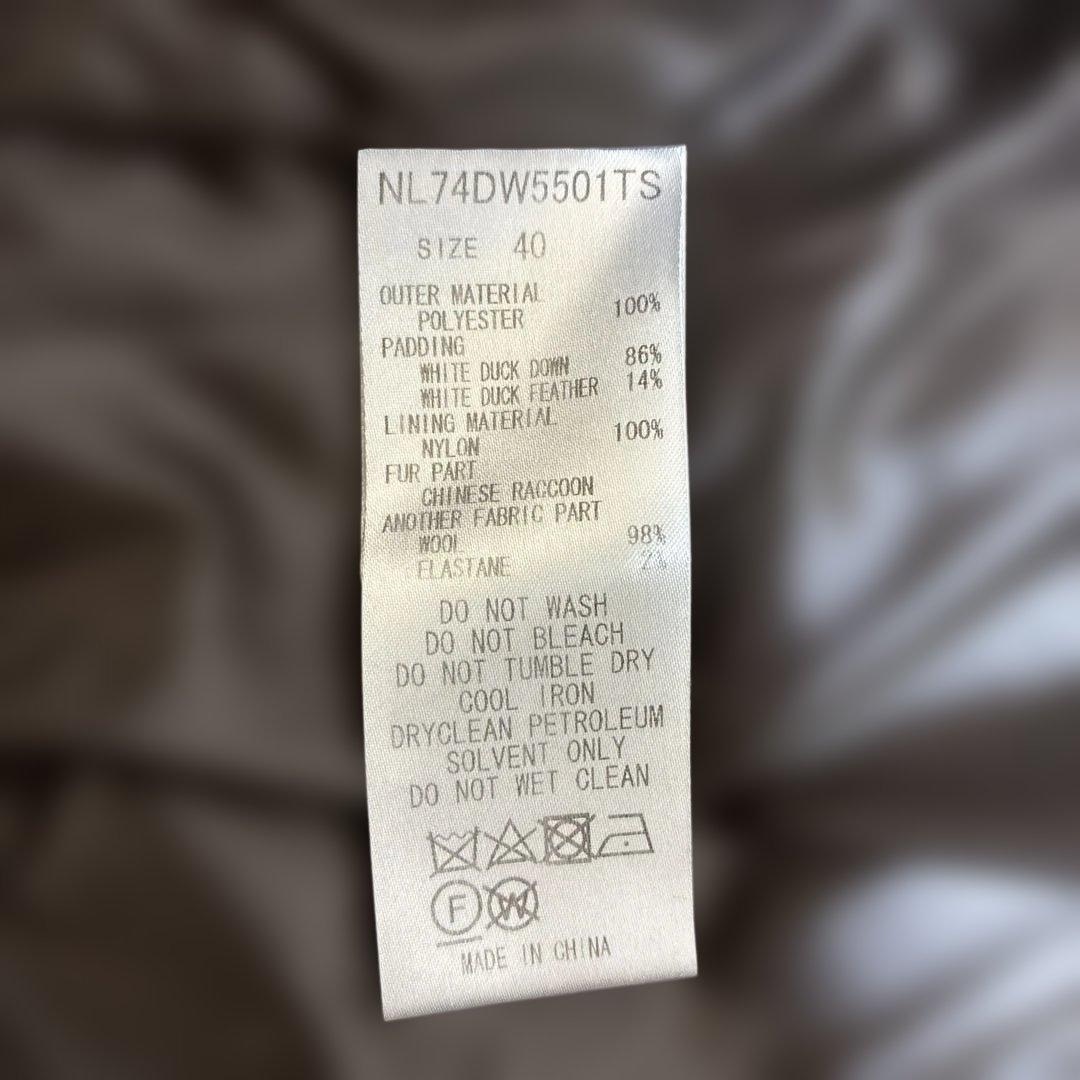 NL74DW5501TS
SIZE 40
OUTER MATERIAL
POLYESTER 100%
PADDING
WHITE DUCK DOWN 86%
WHITE DUCK FEATHER 14%
LINING MATERIAL
NYLON 100%
FUR PART
CHINESE RACCOON
ANOTHER FABRIC PART
WOOL 98%
ELASTANE 2%
DO NOT WASH
DO NOT BLEACH
DO NOT TUMBLE DRY
COOL IRON
DRYCLEAN PETROLEUM
SOLVENT ONLY
DO NOT WET CLEAN
F W
MADE IN CHINA